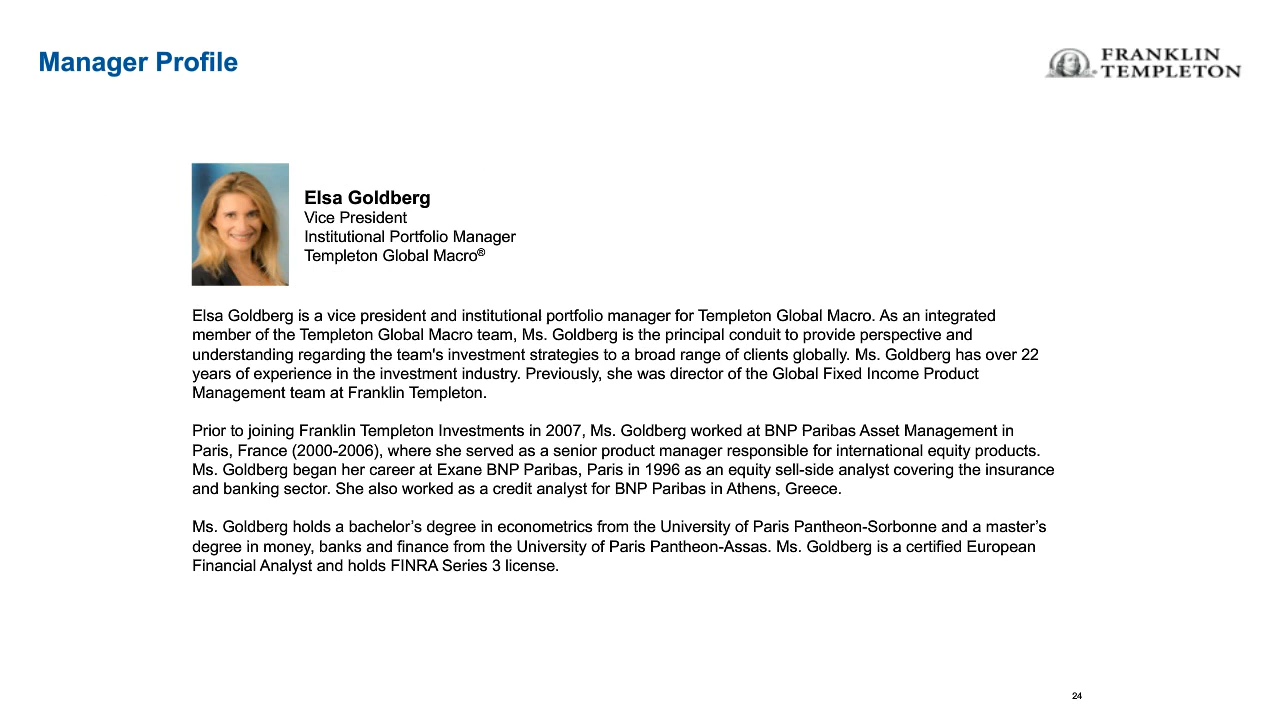 Manager Profile
FRANKLIN
TEMPLETON
Elsa Goldberg
Vice President
Institutional Portfolio Manager
Templeton Global Macro®
Elsa Goldberg is a vice president and institutional portfolio manager for Templeton Global Macro. As an integrated
member of the Templeton Global Macro team, Ms. Goldberg is the principal conduit to provide perspective and
understanding regarding the team's investment strategies to a broad range of clients globally. Ms. Goldberg has over 22
years of experience in the investment industry. Previously, she was director of the Global Fixed Income Product
Management team at Franklin Templeton.
Prior to joining Franklin Templeton Investments in 2007, Ms. Goldberg worked at BNP Paribas Asset Management in
Paris, France (2000-2006), where she served as a senior product manager responsible for international equity products.
Ms. Goldberg began her career at Exane BNP Paribas, Paris in 1996 as an equity sell-side analyst covering the insurance
and banking sector. She also worked as a credit analyst for BNP Paribas in Athens, Greece.
Ms. Goldberg holds a bachelor’s degree in econometrics from the University of Paris Pantheon-Sorbonne and a master’s
degree in money, banks and finance from the University of Paris Pantheon-Assas. Ms. Goldberg is a certified European
Financial Analyst and holds FINRA Series 3 license.
24